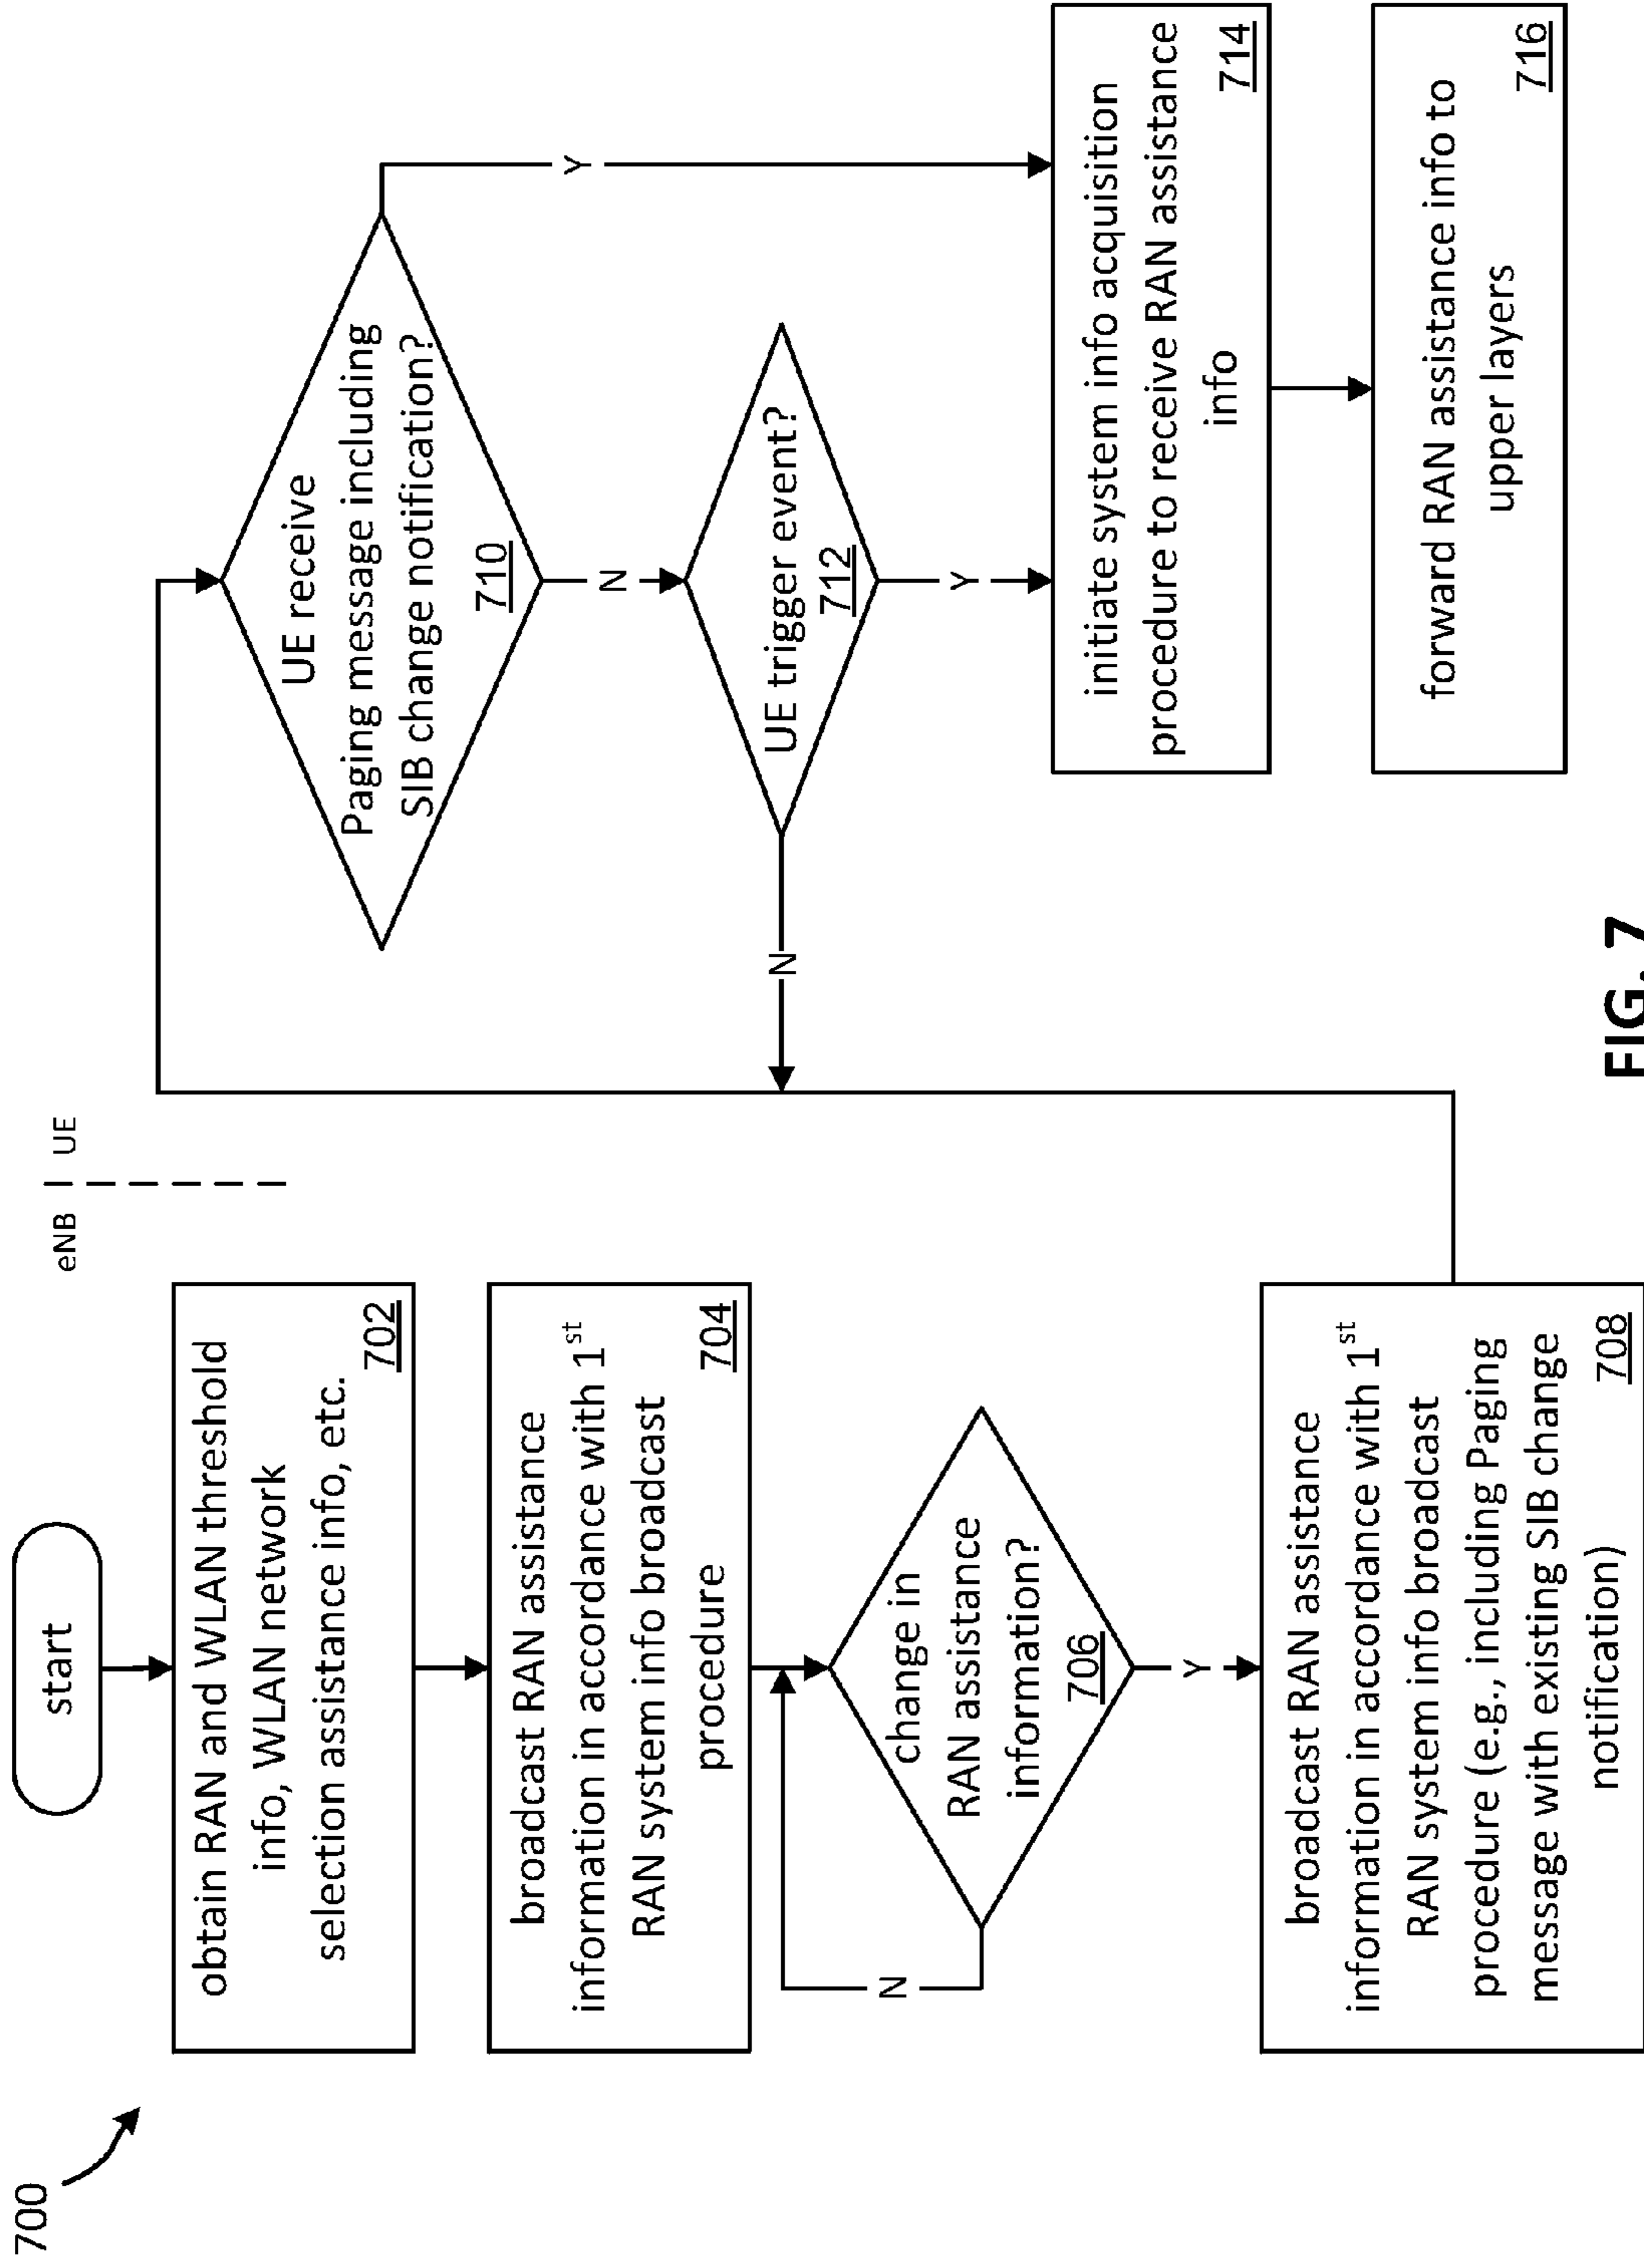 700
start
obtain RAN and WLAN threshold
info, WLAN network
selection assistance info, etc.
702
broadcast RAN assistance
information in accordance with 1st
RAN system info broadcast
procedure
704
change in
RAN assistance
information?
706
N
Y
broadcast RAN assistance
information in accordance with 1st
RAN system info broadcast
procedure (e.g., including Paging
message with existing SIB change
notification)
708
eNB
UE
UE receive
Paging message including
SIB change notification?
710
N
Y
UE trigger event?
712
N
Y
initiate system info acquisition
procedure to receive RAN assistance
info
714
forward RAN assistance info to
upper layers
716
FIG. 7